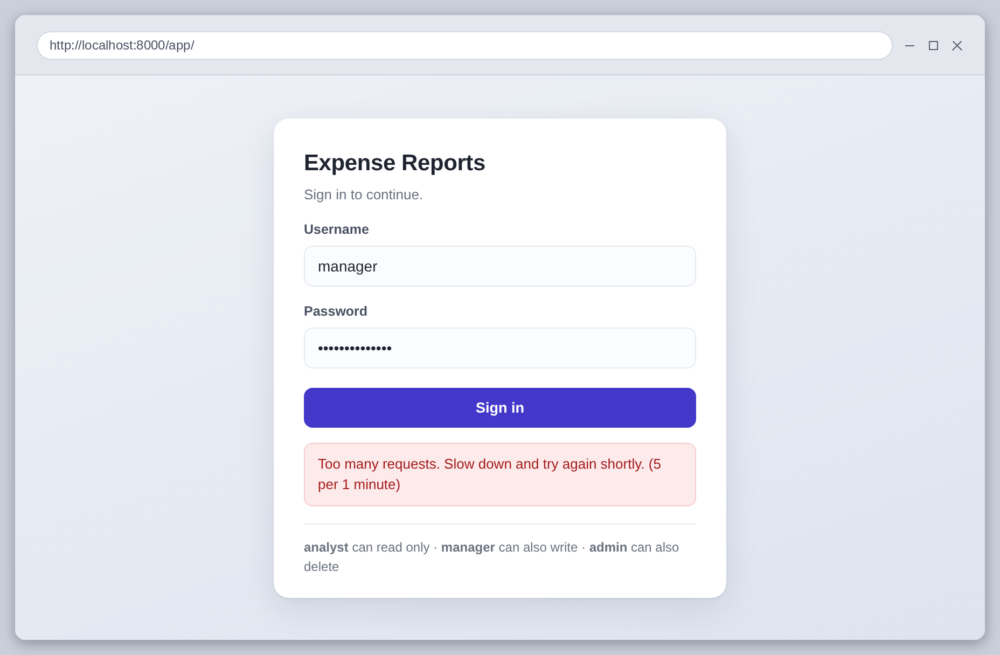 http://localhost:8000/app/
Expense Reports
Sign in to continue.
Username
manager
Password
••••••••••••••
Sign in
Too many requests. Slow down and try again shortly. (5
per 1 minute)
analyst can read only · manager can also write · admin can also
delete